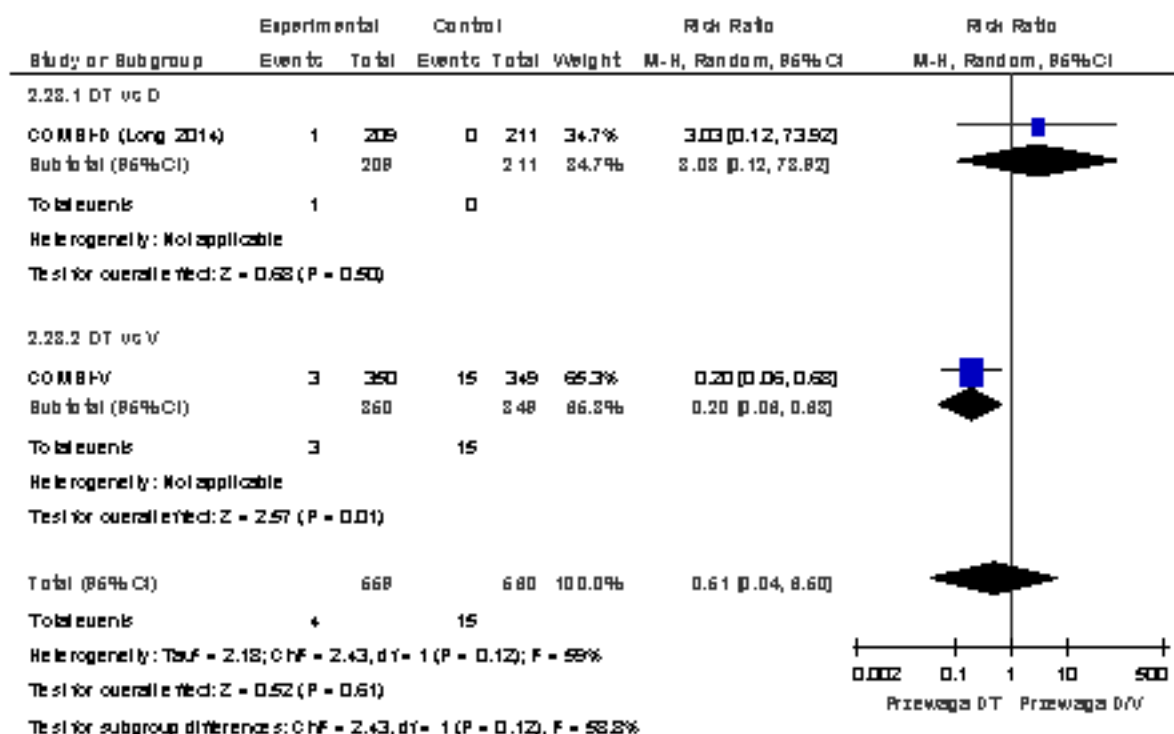 Experimental Control Risk Ratio Risk Ratio
Study or Subgroup Events Total Events Total Weight M-H, Random, 95% CI M-H, Random, 95% CI
2.28.1 DT vs D
COMBI-D (Long 2014) 1 209 0 211 34.7% 3.03 [0.12, 73.92]
Subtotal (95% CI) 209 211 34.7% 3.03 [0.12, 73.92]
Total events 1 0
Heterogeneity: Not applicable
Test for overall effect: Z = 0.68 (P = 0.50)
2.28.2 DT vs V
COMBI-V 3 350 15 349 65.3% 0.20 [0.06, 0.68]
Subtotal (95% CI) 350 349 65.3% 0.20 [0.06, 0.68]
Total events 3 15
Heterogeneity: Not applicable
Test for overall effect: Z = 2.57 (P = 0.01)
Total (95% CI) 559 560 100.0% 0.51 [0.04,
Total events 4 15
Heterogeneity: Tau² = 2.18; Chi² = 2.43, df = 1 (P = 0.12); I² = 59%
Test for overall effect: Z = 0.52 (P = 0.61)
Test for subgroup differences: Chi² = 2.43, df = 1 (P = 0.12), I² = 58.8%
0.002 0.1 1 10 500
Przewaga DT Przewaga D/V